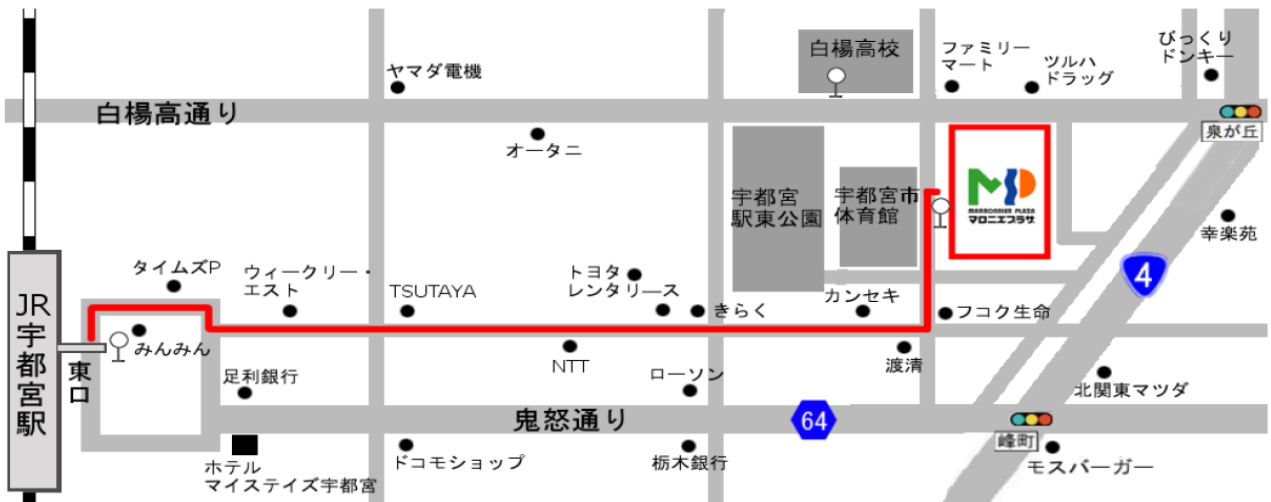 白楊高校
ファミリー
マート
ツルハ
ドラッグ
びっくり
ドンキー
ヤマダ電機
白楊高通り
泉が丘
オータニ
宇都宮
駅東公園
宇都宮市
体育館
MARRONNIER PLAZA
マロニエプラザ
幸楽苑
4
タイムズP
ウィークリー・
エスト
TSUTAYA
トヨタ
レンタリース
きらく
カンセキ
フコク生命
JR宇都宮駅
東口
みんみん
NTT
渡清
足利銀行
ローソン
北関東マツダ
鬼怒通り
64
峰町
ホテル
マイステイズ宇都宮
ドコモショップ
栃木銀行
モスバーガー